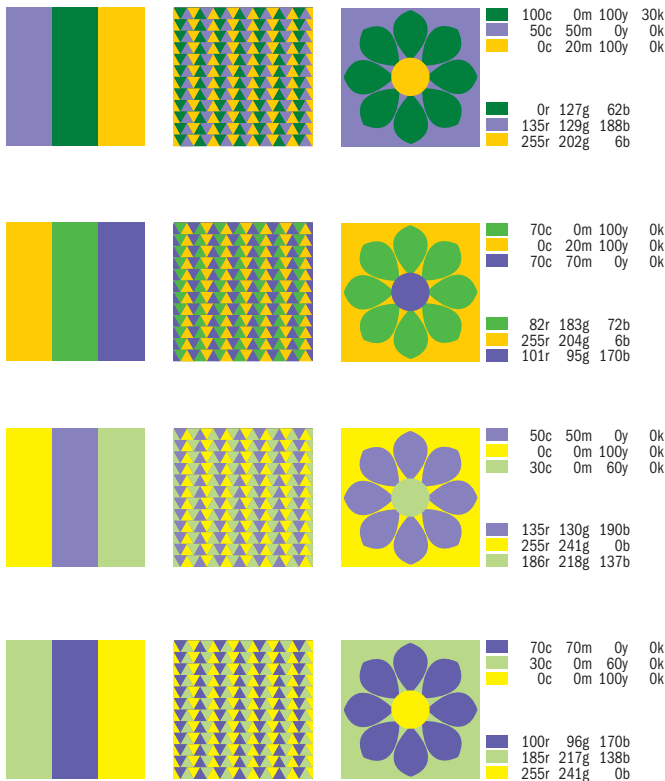 100c 0m 100y 30k
50c 50m 0y 0k
0c 20m 100y 0k
0r 127g 62b
135r 129g 188b
255r 202g 6b
70c 0m 100y 0k
0c 20m 100y 0k
70c 70m 0y 0k
82r 183g 72b
255r 204g 6b
101r 95g 170b
50c 50m 0y 0k
0c 0m 100y 0k
30c 0m 60y 0k
135r 130g 190b
255r 241g 0b
186r 218g 137b
70c 70m 0y 0k
30c 0m 60y 0k
0c 0m 100y 0k
100r 96g 170b
185r 217g 138b
255r 241g 0b